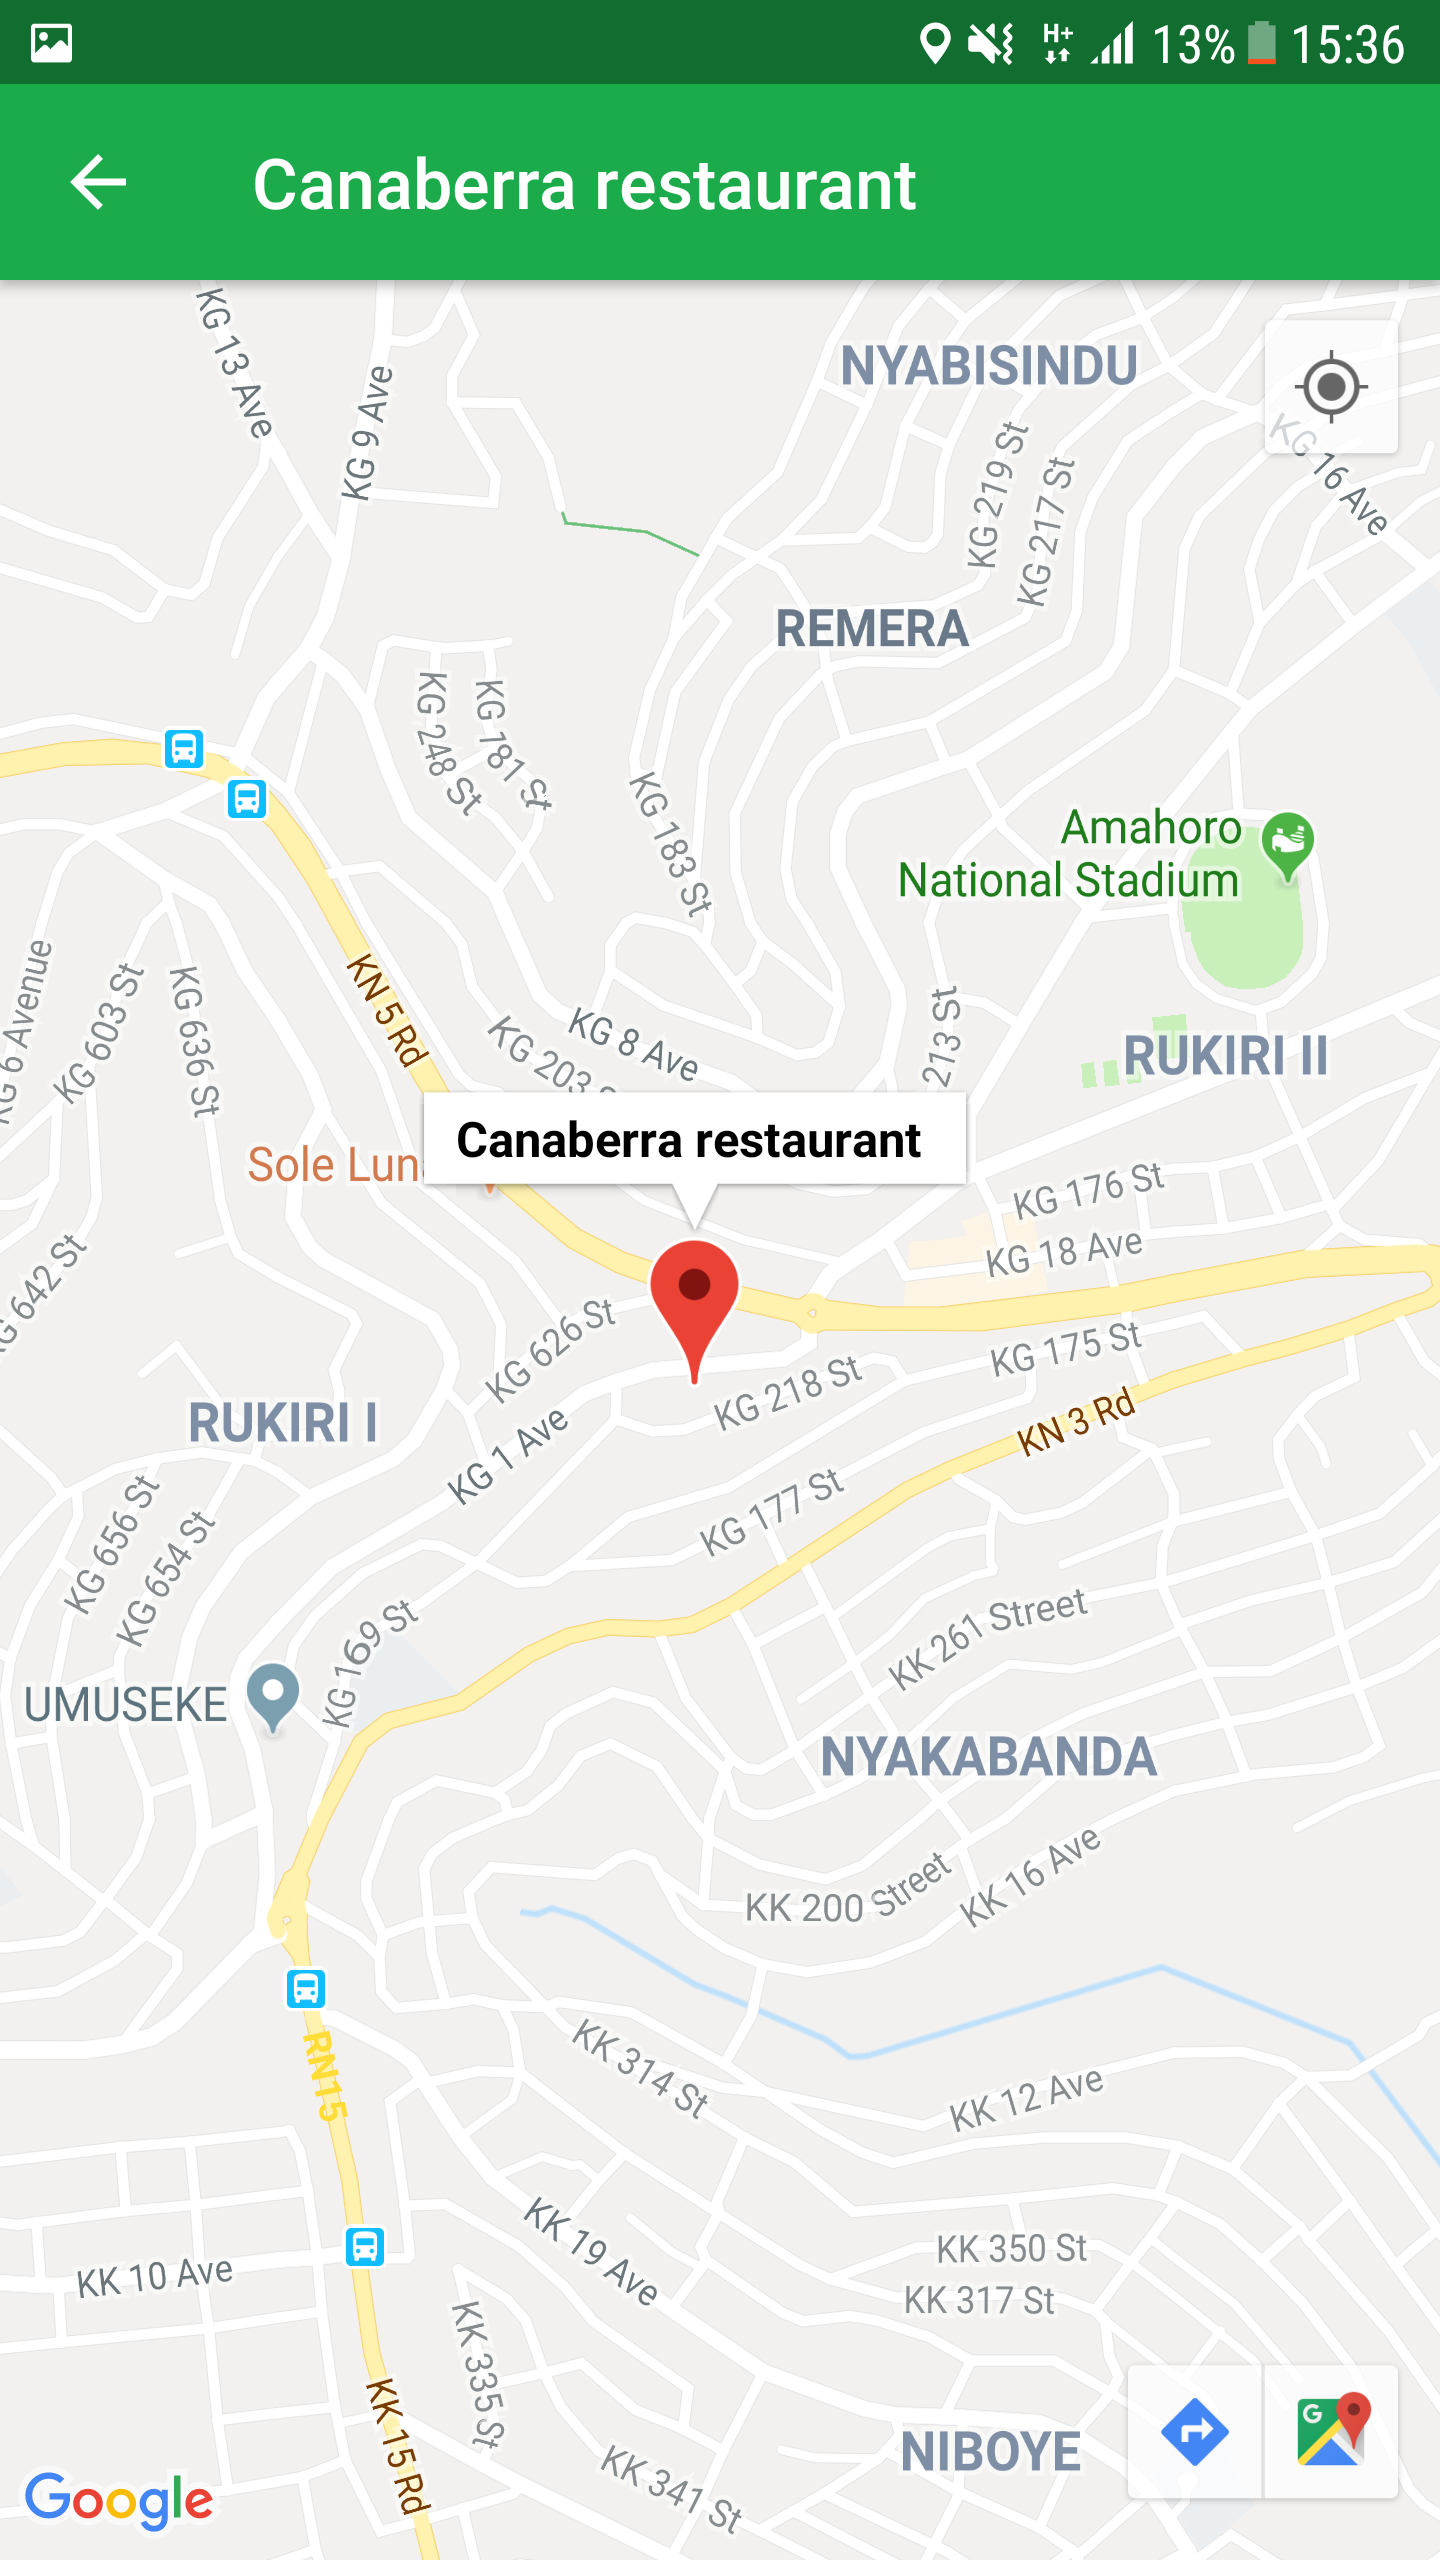 H+ 13% 15:36
Canaberra restaurant
KG 13 Ave
KG 9 Ave
NYABISINDU
KG 219 St
KG 217 St
KG 16 Ave
REMERA
KG 248 St
KG 781 St
KG 183 St
Amahoro
National Stadium
KN 5 Rd
KG 6 Avenue
KG 603 St
KG 636 St
KG 8 Ave
KG 203
213 St
RUKIRI II
Canaberra restaurant
Sole Lun
KG 176 St
KG 18 Ave
KG 642 St
KG 626 St
KG 175 St
KG 218 St
KN 3 Rd
RUKIRI I
KG 1 Ave
KG 177 St
KG 656 St
KG 654 St
KG 169 St
KK 261 Street
UMUSEKE
NYAKABANDA
KK 200 Street
KK 16 Ave
RN15
KK 314 St
KK 12 Ave
KK 19 Ave
KK 350 St
KK 10 Ave
KK 317 St
KK 335 St
KK 15 Rd
NIBOYE
KK 341 St
G
Google